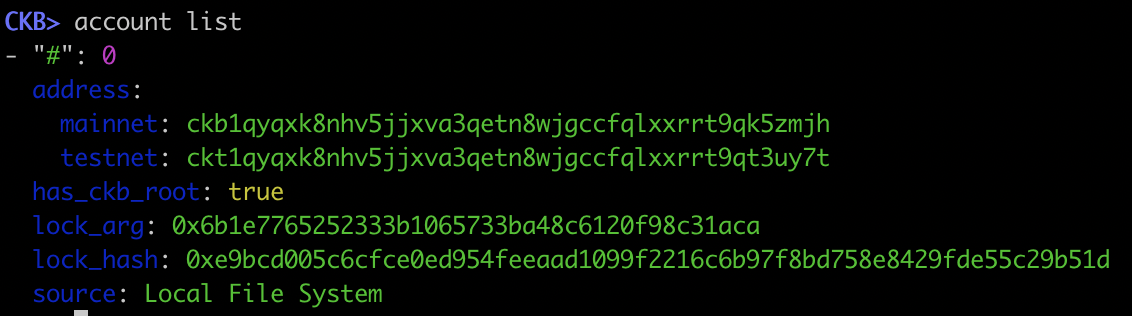 CKB> account list
- "#": 0
address:
mainnet: ckb1qyqxk8nhv5jjxva3qetn8wjgccfqlxxrrt9qk5zmjh
testnet: ckt1qyqxk8nhv5jjxva3qetn8wjgccfqlxxrrt9qt3uy7t
has_ckb_root: true
lock_arg: 0x6b1e7765252333b1065733ba48c6120f98c31aca
lock_hash: 0xe9bcd005c6cfce0ed954feeaad1099f2216c6b97f8bd758e8429fde55c29b51d
source: Local File System